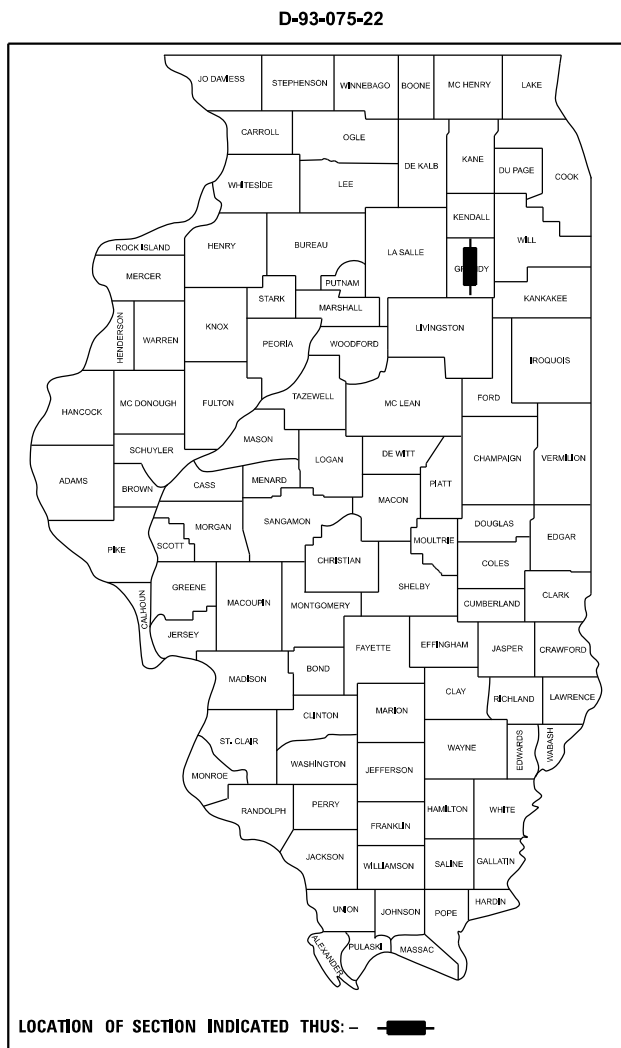 D-93-075-22
JO DAVIESS STEPHENSON WINNEBAGO BOONE MC HENRY LAKE
CARROLL OGLE DE KALB KANE DU PAGE COOK
WHITESIDE LEE
KENDALL
ROCK ISLAND HENRY BUREAU LA SALLE WILL
MERCER PUTNAM
STARK MARSHALL KANKAKEE
HENDERSON WARREN KNOX PEORIA WOODFORD LIVINGSTON IROQUOIS
HANCOCK MC DONOUGH FULTON TAZEWELL MC LEAN FORD
SCHUYLER MASON LOGAN DE WITT CHAMPAIGN VERMILION
ADAMS BROWN CASS MENARD MACON PIATT
PIKE SCOTT MORGAN SANGAMON CHRISTIAN MOULTRIE DOUGLAS EDGAR
COLES
CALHOUN GREENE MACOUPIN MONTGOMERY SHELBY CUMBERLAND CLARK
JERSEY FAYETTE EFFINGHAM JASPER CRAWFORD
MADISON BOND
CLAY RICHLAND LAWRENCE
CLINTON MARION
ST. CLAIR WAYNE EDWARDS WABASH
MONROE WASHINGTON JEFFERSON
RANDOLPH PERRY HAMILTON WHITE
FRANKLIN
JACKSON WILLIAMSON SALINE GALLATIN
UNION JOHNSON POPE HARDIN
ALEXANDER PULASKI MASSAC
LOCATION OF SECTION INDICATED THUS: –